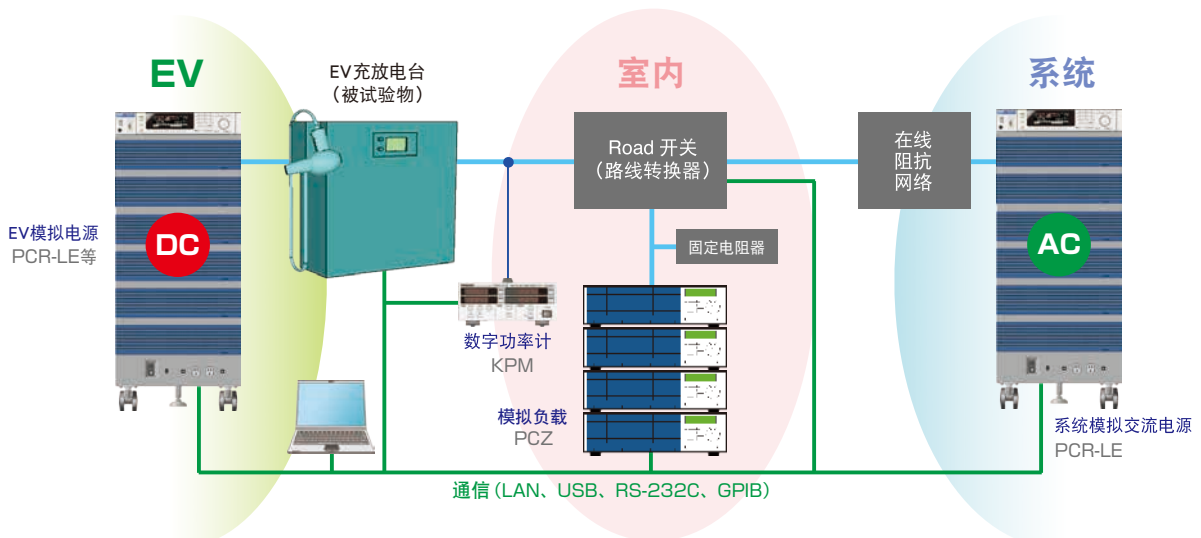 EV
室内
系统
EV充放电台
（被试验物）
Road 开关
（路线转换器）
在线
阻抗
网络
EV模拟电源
PCR-LE等
DC
固定电阻器
AC
数字功率计
KPM
模拟负载
PCZ
系统模拟交流电源
PCR-LE
通信（LAN、USB、RS-232C、GPIB）